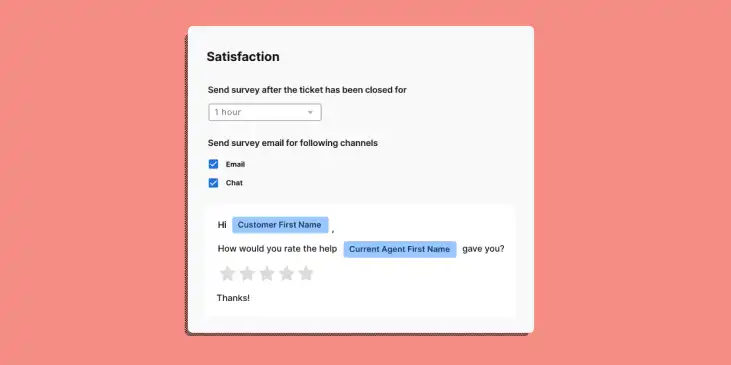 Satisfaction
Send survey after the ticket has been closed for
1 hour
Send survey email for following channels
Email
Chat
Hi Customer First Name ,
How would you rate the help Current Agent First Name gave you?
Thanks!